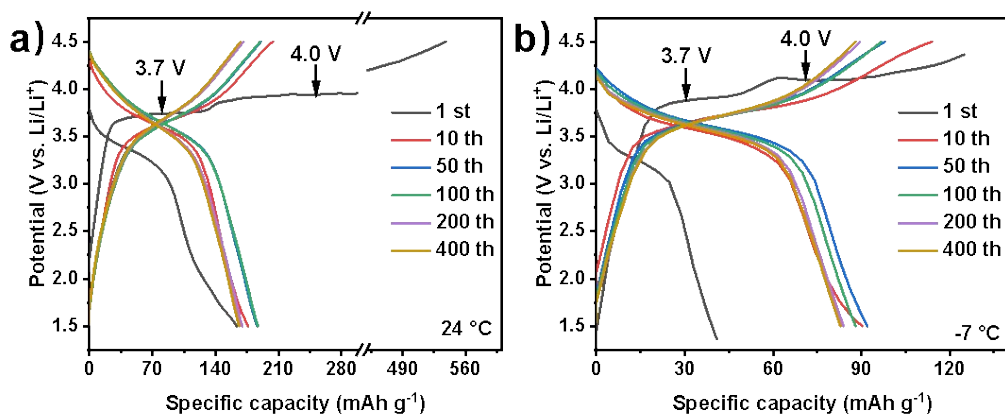 a)
4.5
4.0
3.5
3.0
2.5
2.0
1.5
Potential (V vs. Li/Li⁺)
3.7 V
4.0 V
1 st
10 th
50 th
100 th
200 th
400 th
24 °C
0 70 140 280 490 560
Specific capacity (mAh g⁻¹)
b)
4.5
4.0
3.5
3.0
2.5
2.0
1.5
Potential (V vs. Li/Li⁺)
3.7 V
4.0 V
1 st
10 th
50 th
100 th
200 th
400 th
-7 °C
0 30 60 90 120
Specific capacity (mAh g⁻¹)